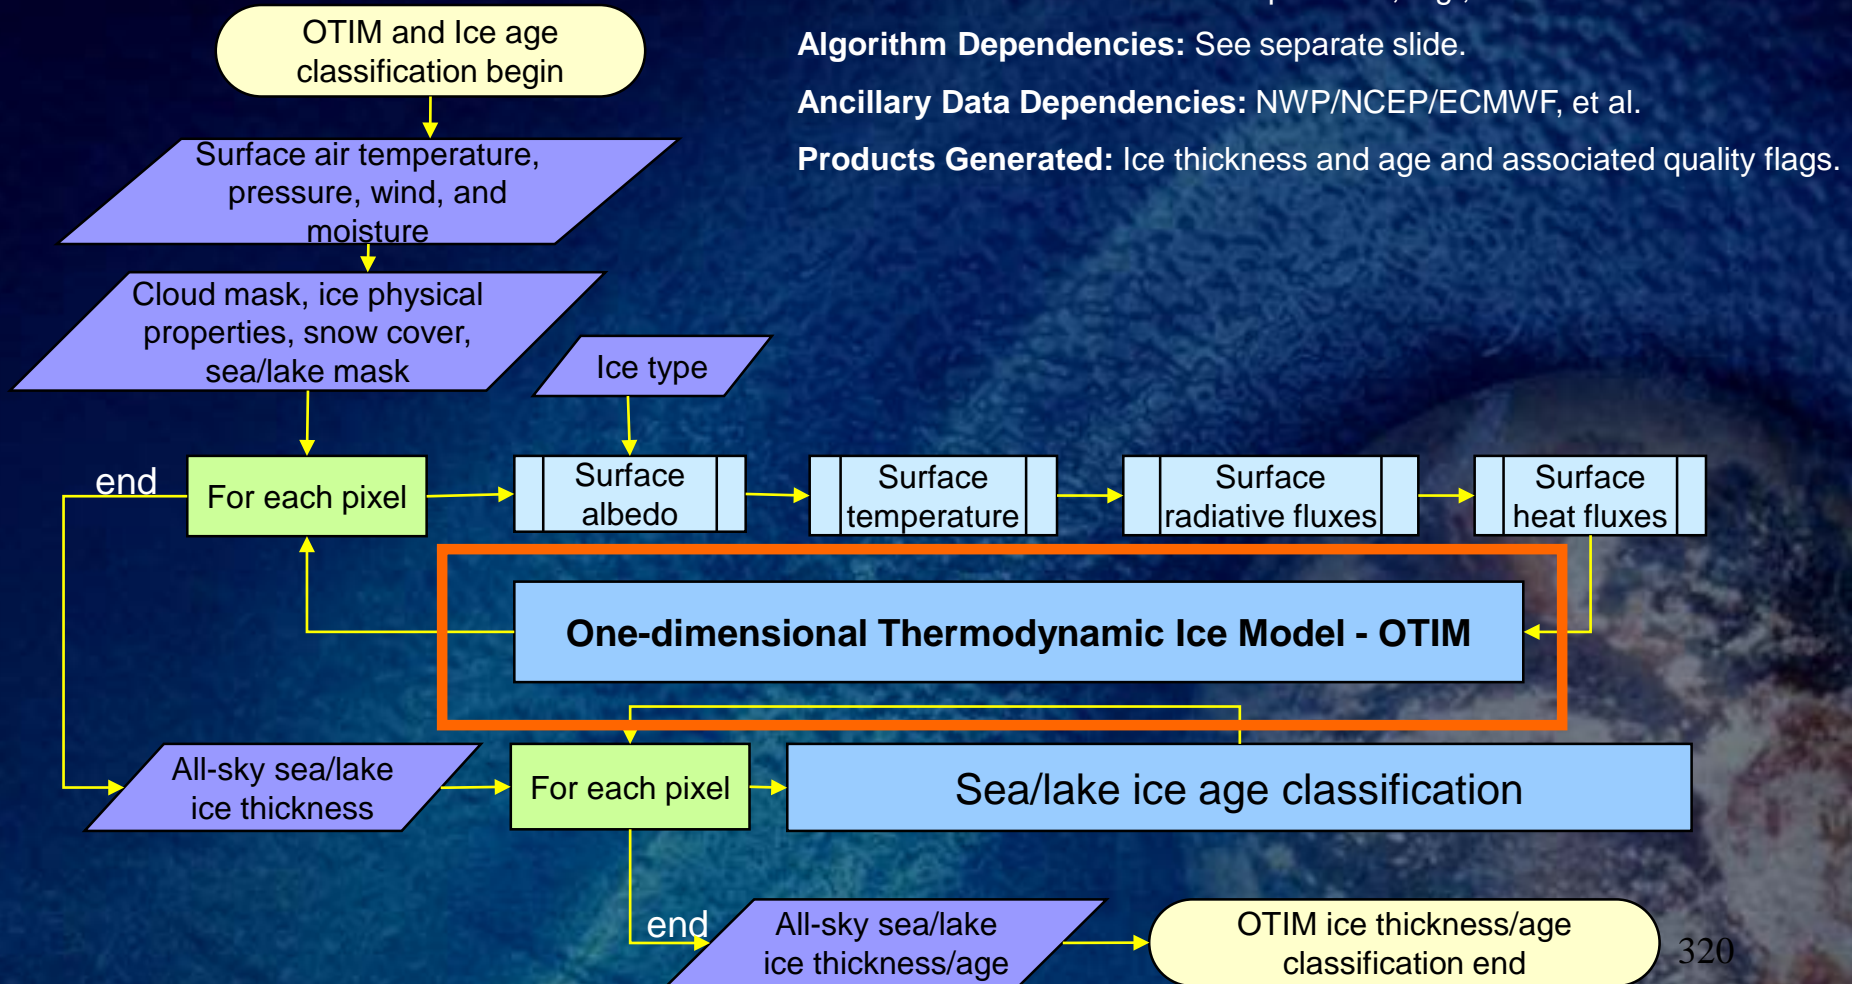 OTIM and Ice age
classification begin
Algorithm Dependencies: See separate slide.
Ancillary Data Dependencies: NWP/NCEP/ECMWF, et al.
Products Generated: Ice thickness and age and associated quality flags.
Surface air temperature,
pressure, wind, and
moisture
Cloud mask, ice physical
properties, snow cover,
sea/lake mask
Ice type
end
For each pixel
Surface
albedo
Surface
temperature
Surface
radiative fluxes
Surface
heat fluxes
One-dimensional Thermodynamic Ice Model - OTIM
All-sky sea/lake
ice thickness
For each pixel
Sea/lake ice age classification
end
All-sky sea/lake
ice thickness/age
OTIM ice thickness/age
classification end
320